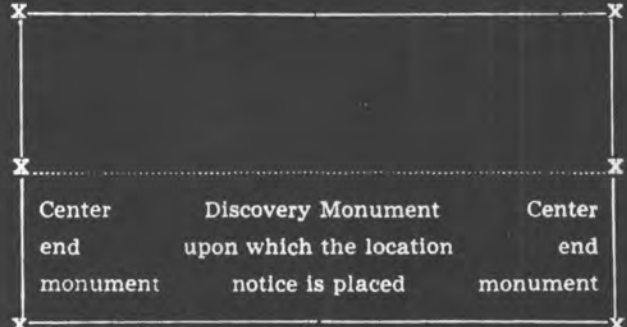 X X
X X
Center Discovery Monument Center
end upon which the location end
monument notice is placed monument
X X